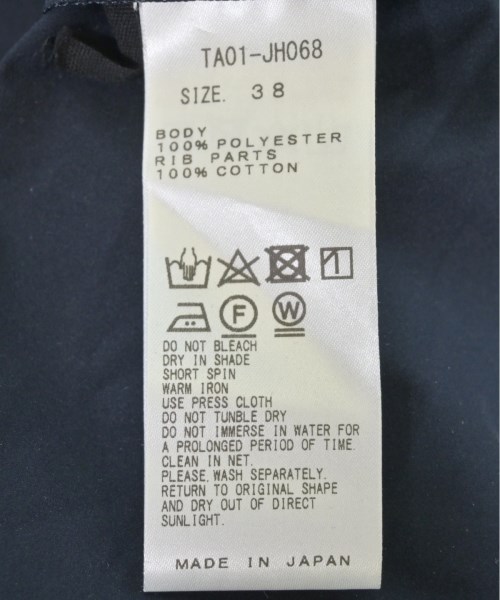 TA01-JH068
SIZE. 38
BODY
100% POLYESTER
RIB PARTS
100% COTTON
F W
DO NOT BLEACH
DRY IN SHADE
SHORT SPIN
WARM IRON
USE PRESS CLOTH
DO NOT TUNBLE DRY
DO NOT IMMERSE IN WATER FOR
A PROLONGED PERIOD OF TIME.
CLEAN IN NET.
PLEASE.WASH SEPARATELY.
RETURN TO ORIGINAL SHAPE
AND DRY OUT OF DIRECT
SUNLIGHT.
MADE IN JAPAN